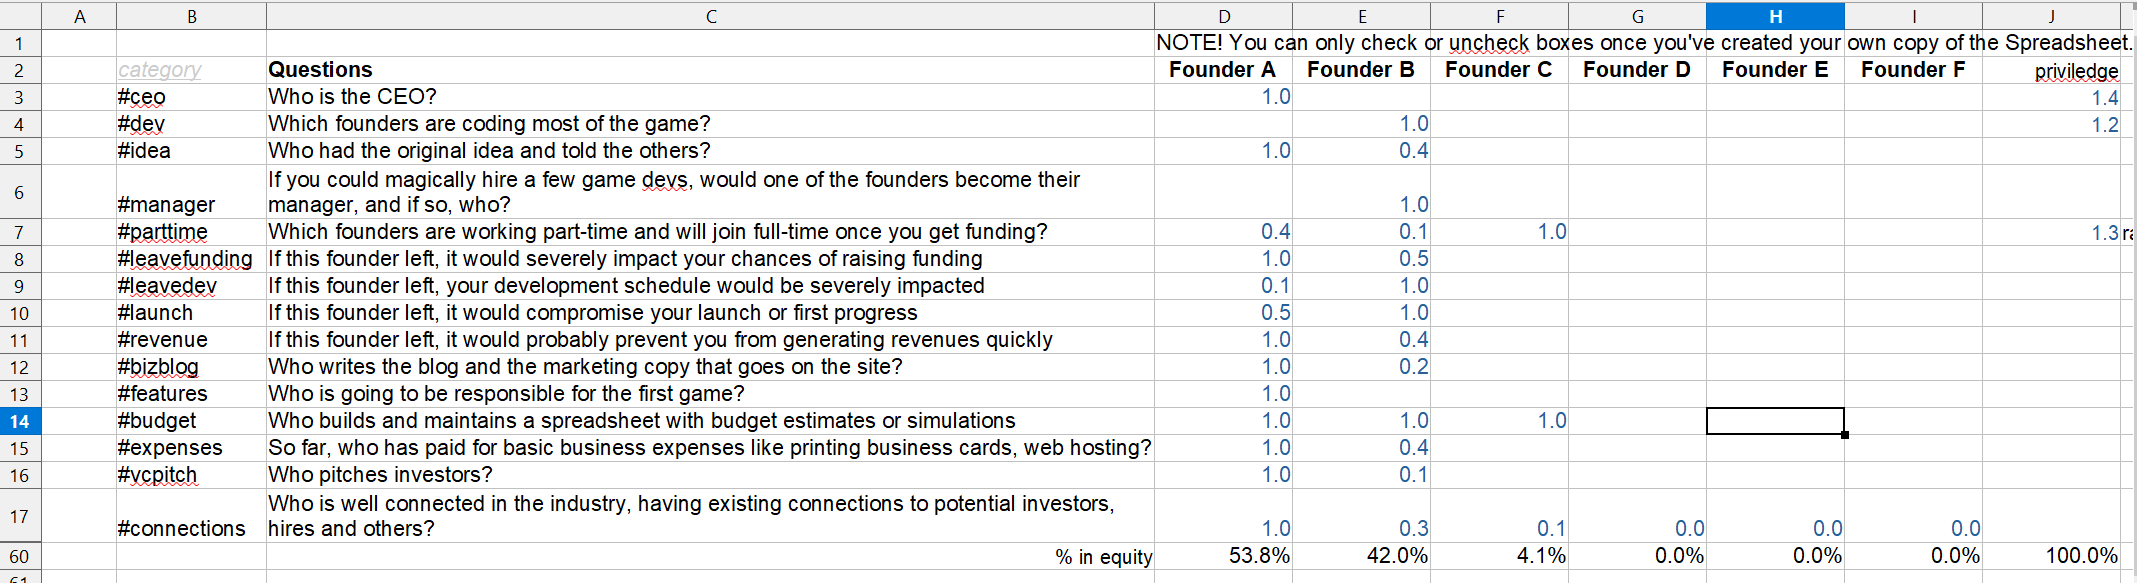 A B C D E F G H I J
1 NOTE! You can only check or uncheck boxes once you've created your own copy of the Spreadsheet.
2 category Questions Founder A Founder B Founder C Founder D Founder E Founder F priviledge
3 #ceo Who is the CEO? 1.0 1.4
4 #dev Which founders are coding most of the game? 1.0 1.2
5 #idea Who had the original idea and told the others? 1.0 0.4
If you could magically hire a few game devs, would one of the founders become their
6 #manager manager, and if so, who? 1.0
7 #parttime Which founders are working part-time and will join full-time once you get funding? 0.4 0.1 1.0 1.3
8 #leavefunding If this founder left, it would severely impact your chances of raising funding 1.0 0.5
9 #leavedev If this founder left, your development schedule would be severely impacted 0.1 1.0
10 #launch If this founder left, it would compromise your launch or first progress 0.5 1.0
11 #revenue If this founder left, it would probably prevent you from generating revenues quickly 1.0 0.4
12 #bizblog Who writes the blog and the marketing copy that goes on the site? 1.0 0.2
13 #features Who is going to be responsible for the first game? 1.0
14 #budget Who builds and maintains a spreadsheet with budget estimates or simulations 1.0 1.0 1.0
15 #expenses So far, who has paid for basic business expenses like printing business cards, web hosting? 1.0 0.4
16 #vcpitch Who pitches investors? 1.0 0.1
Who is well connected in the industry, having existing connections to potential investors,
17 #connections hires and others? 1.0 0.3 0.1 0.0 0.0 0.0
60 % in equity 53.8% 42.0% 4.1% 0.0% 0.0% 0.0% 100.0%